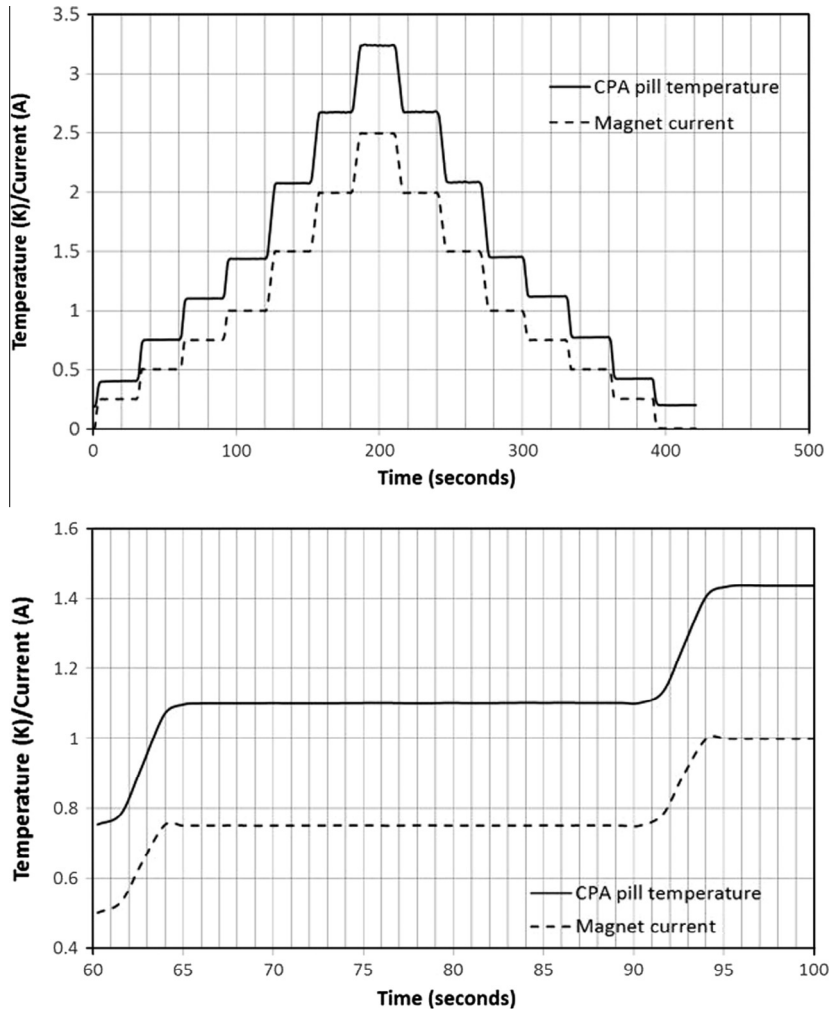 3.5
3
2.5
2
1.5
1
0.5
0
Temperature (K)/Current (A)
CPA pill temperature
Magnet current
0 100 200 300 400 500
Time (seconds)
1.6
1.4
1.2
1
0.8
0.6
0.4
Temperature (K)/Current (A)
CPA pill temperature
Magnet current
60 65 70 75 80 85 90 95 100
Time (seconds)